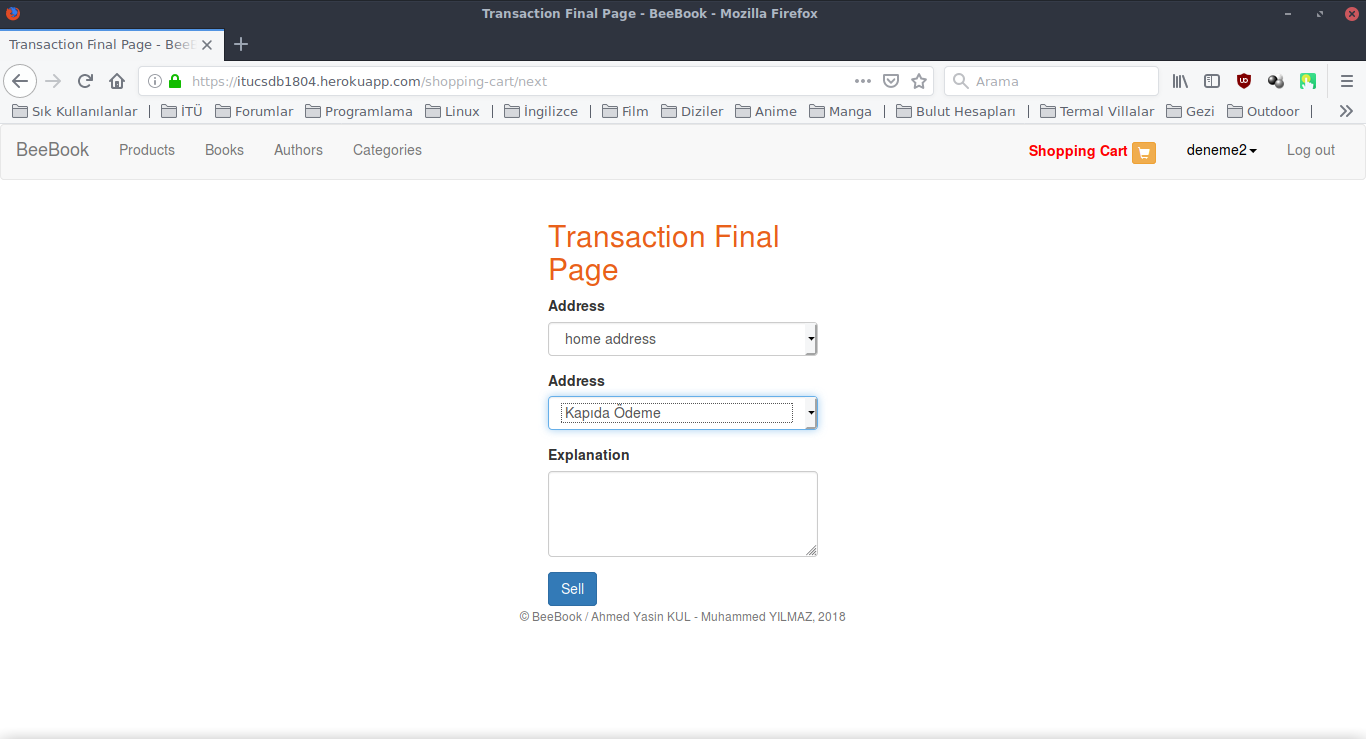 Transaction Final Page - BeeBook - Mozilla Firefox
Transaction Final Page - BeeB
https://itucsdb1804.herokuapp.com/shopping-cart/next
Arama
Sık Kullanılanlar | İTÜ Forumlar Programlama Linux | İngilizce | Film Diziler Anime Manga | Bulut Hesapları | Termal Villalar Gezi Outdoor |
BeeBook Products Books Authors Categories Shopping Cart deneme2 Log out
Transaction Final
Page
Address
home address
Address
Kapıda Ödeme
Explanation
Sell
© BeeBook / Ahmed Yasin KUL - Muhammed YILMAZ, 2018